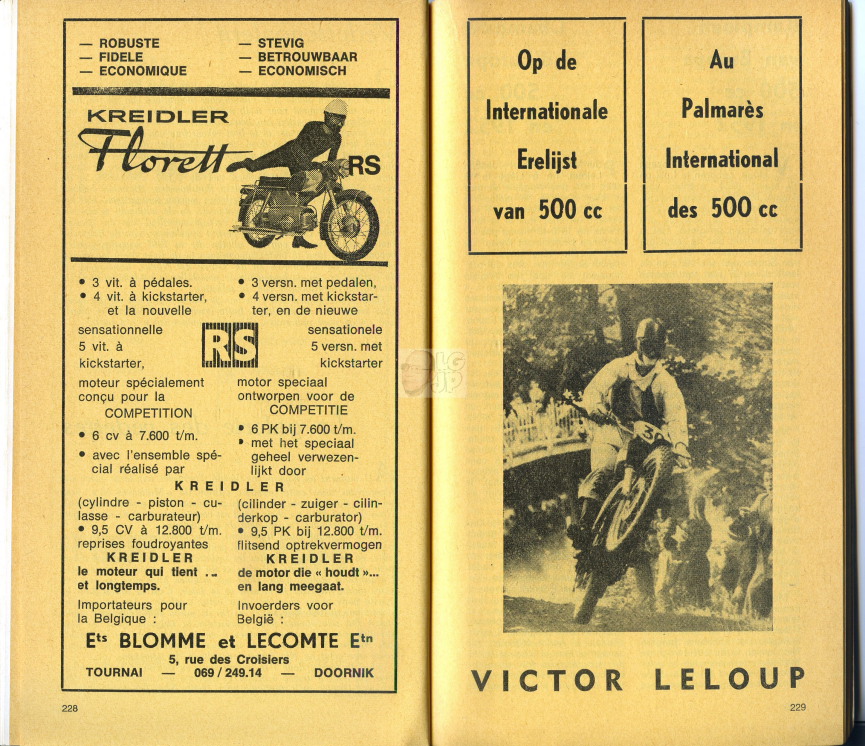 — ROBUSTE
— FIDELE
— ECONOMIQUE
— STEVIG
— BETROUWBAAR
— ECONOMISCH
KREIDLER
Florett
RS
• 3 vit. à pédales.
• 4 vit. à kickstarter,
et la nouvelle
• 3 versn. met pedalen,
• 4 versn. met kickstar-
ter, en de nieuwe
sensationnelle
5 vit. à
kickstarter,
RS
sensationele
5 versn. met
kickstarter
moteur spécialement
conçu pour la
COMPETITION
• 6 cv à 7.600 t/m.
• avec l'ensemble spé-
cial réalisé par
motor speciaal
ontworpen voor de
COMPETITIE
• 6 PK bij 7.600 t/m.
• met het speciaal
geheel verwezen-
lijkt door
KREIDLER
(cylindre - piston - cu-
lasse - carburateur)
• 9,5 CV à 12.800 t/m.
reprises foudroyantes
KREIDLER
le moteur qui tient ...
et longtemps.
Importateurs pour
la Belgique :
(cilinder - zuiger - cilin-
derkop - carburator)
• 9,5 PK bij 12.800 t/m.
flitsend optrekvermogen
KREIDLER
de motor die « houdt »...
en lang meegaat.
Invoerders voor
België :
Ets BLOMME et LECOMTE Etn
5, rue des Croisiers
TOURNAI — 069 / 249.14 — DOORNIK
228
Op de
Internationale
Erelijst
van 500 cc
Au
Palmarès
International
des 500 cc
LG
JP
30
VICTOR LELOUP
229